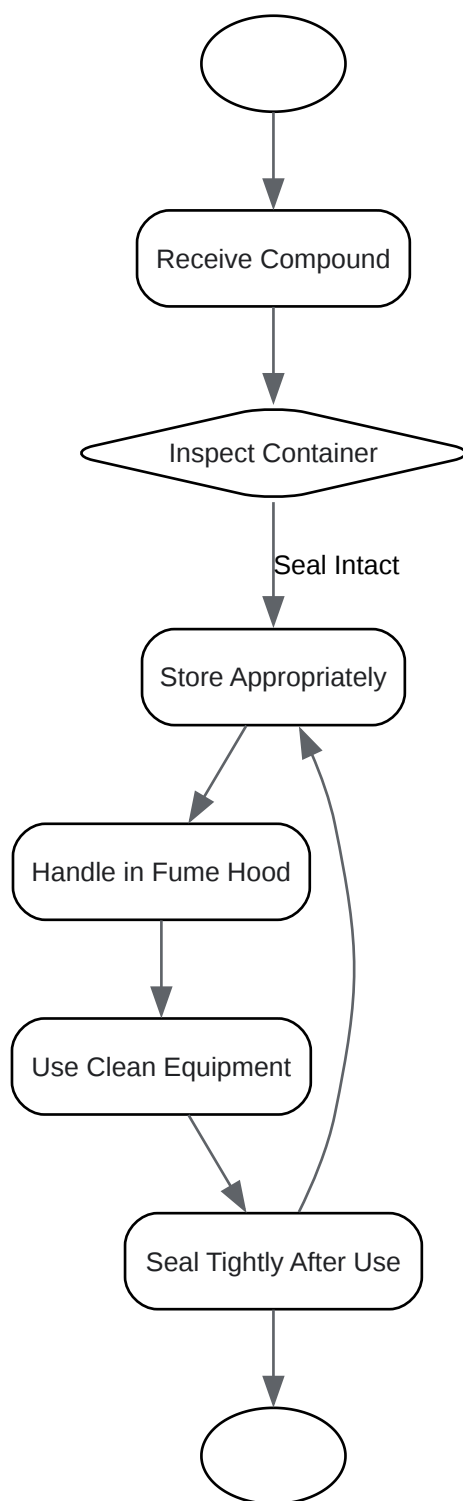 Receive Compound
Inspect Container
Seal Intact
Store Appropriately
Handle in Fume Hood
Use Clean Equipment
Seal Tightly After Use